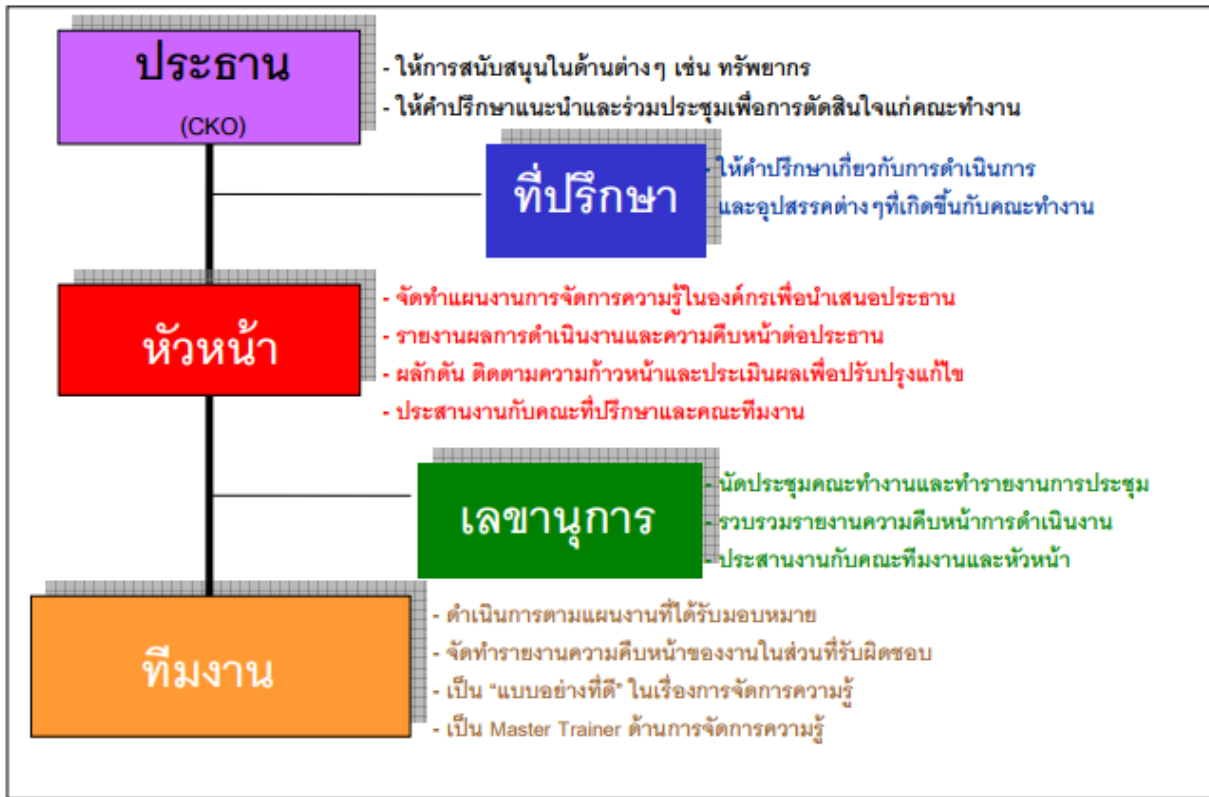 ประธาน
(CKO)
- ให้การสนับสนุนในด้านต่างๆ เช่น ทรัพยากร
- ให้คำปรึกษาแนะนำและร่วมประชุมเพื่อการตัดสินใจแก่คณะทำงาน
ที่ปรึกษา
- ให้คำปรึกษาเกี่ยวกับการดำเนินการ
และอุปสรรคต่างๆที่เกิดขึ้นกับคณะทำงาน
หัวหน้า
- จัดทำแผนงานการจัดการความรู้ในองค์กรเพื่อนำเสนอประธาน
- รายงานผลการดำเนินงานและความคืบหน้าต่อประธาน
- ผลักดัน ติดตามความก้าวหน้าและประเมินผลเพื่อปรับปรุงแก้ไข
- ประสานงานกับคณะที่ปรึกษาและคณะทีมงาน
เลขานุการ
- นัดประชุมคณะทำงานและทำรายงานการประชุม
- รวบรวมรายงานความคืบหน้าการดำเนินงาน
- ประสานงานกับคณะทีมงานและหัวหน้า
ทีมงาน
- ดำเนินการตามแผนงานที่ได้รับมอบหมาย
- จัดทำรายงานความคืบหน้าของงานในส่วนที่รับผิดชอบ
- เป็น “แบบอย่างที่ดี” ในเรื่องการจัดการความรู้
- เป็น Master Trainer ด้านการจัดการความรู้